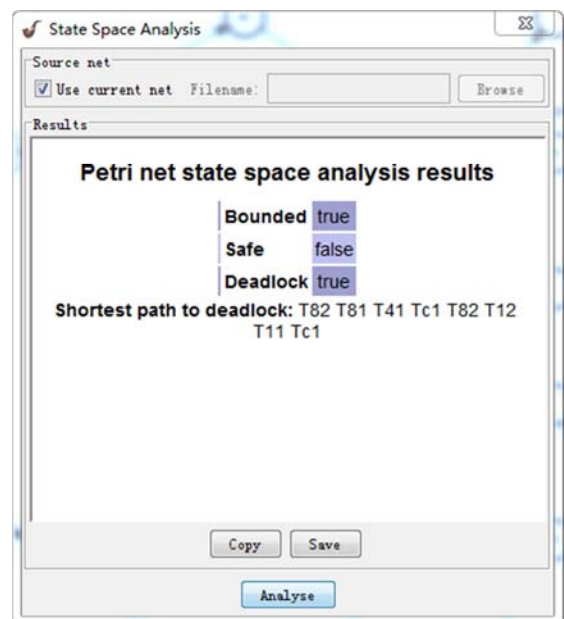 State Space Analysis
Source net
Use current net Filename: Browse
Results
Petri net state space analysis results
Bounded true
Safe false
Deadlock true
Shortest path to deadlock: T82 T81 T41 Tc1 T82 T12
T11 Tc1
Copy Save
Analyse